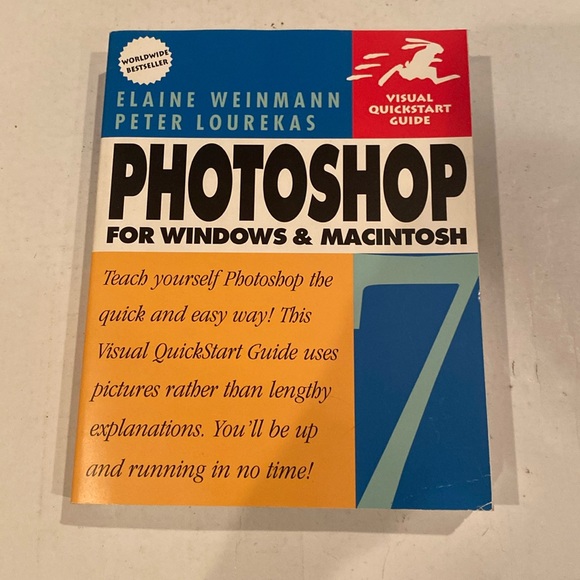 WORLDWIDE
BESTSELLER
VISUAL
QUICKSTART
GUIDE
ELAINE WEINMANN
PETER LOUREKAS
PHOTOSHOP
FOR WINDOWS & MACINTOSH
7
Teach yourself Photoshop the
quick and easy way! This
Visual QuickStart Guide uses
pictures rather than lengthy
explanations. You'll be up
and running in no time!